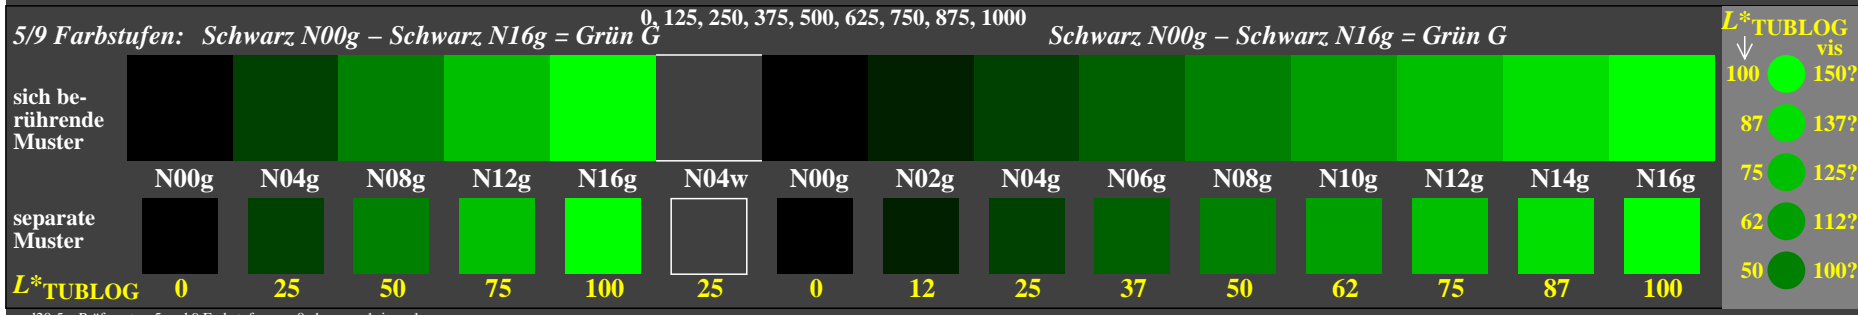 0, 125, 250, 375, 500, 625, 750, 875, 1000
5/9 Farbstufen: Schwarz N00g – Schwarz N16g = Grün G
Schwarz N00g – Schwarz N16g = Grün G
sich be-
rührende
Muster
N00g N04g N08g N12g N16g N04w N00g N02g N04g N06g N08g N10g N12g N14g N16g
separate
Muster
L*TUBLOG 0 25 50 75 100 25 0 12 25 37 50 62 75 87 100
L*TUBLOG
vis
100 150?
87 137?
75 125?
62 112?
50 100?